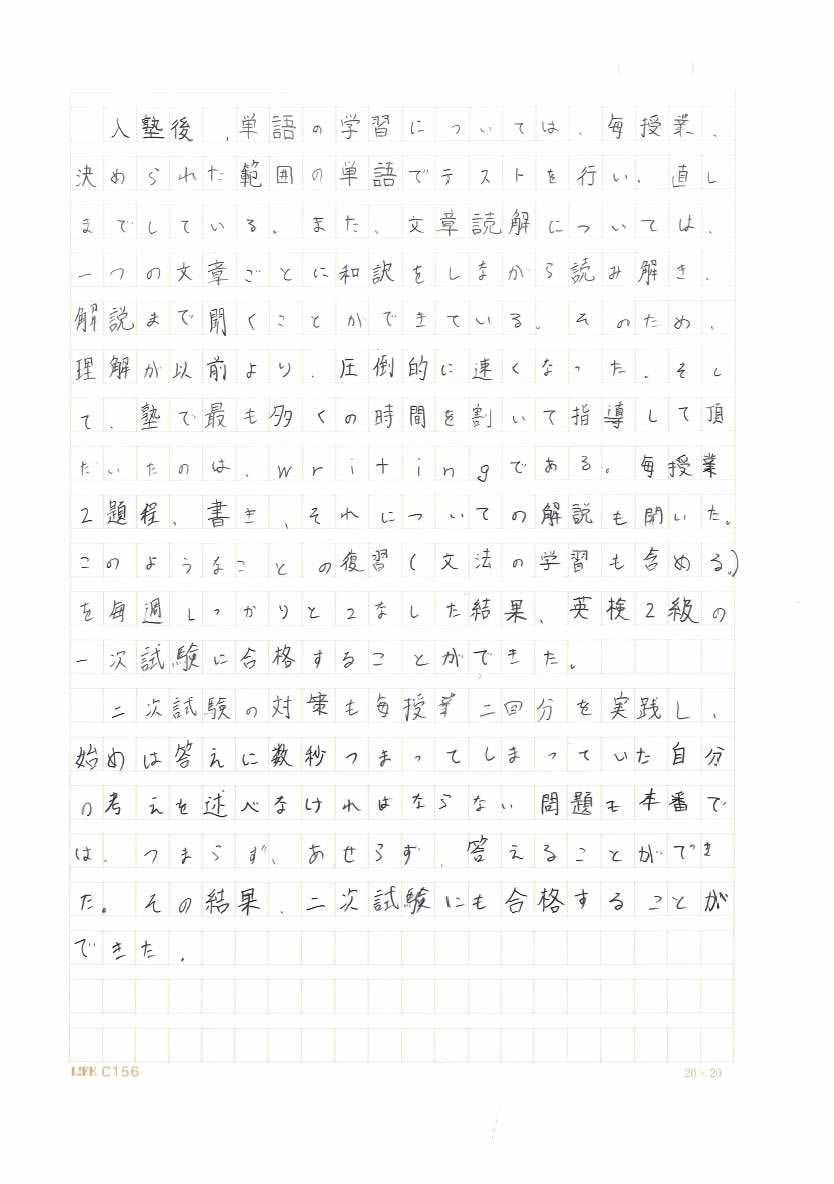 入塾後、単語の学習については、毎授業、
決められた範囲の単語でテストを行い、直し
までしている。また、文章読解については、
一つの文章ごとに和訳をしながら読み解き、
解説まで聞くことができている。そのため、
理解が以前より、圧倒的に速くなった。そし
て、塾で最も多くの時間を割いて指導して頂
だいたのは、writingである。毎授業
2題程、書き、それについての解説も聞いた。
このようなことの復習(文法の学習も含める。)
を毎週しっかりとこなした結果、英検2級の
一次試験に合格することができた。
二次試験の対策も毎授業二回分を実践し、
始めは答えに数秒つまってしまっていた自分
の考えを述べなければならない問題も本番で
は、つまらず、あせらず、答えることができ
た。その結果、二次試験にも合格することが
できた。
LIFE C156
20×20